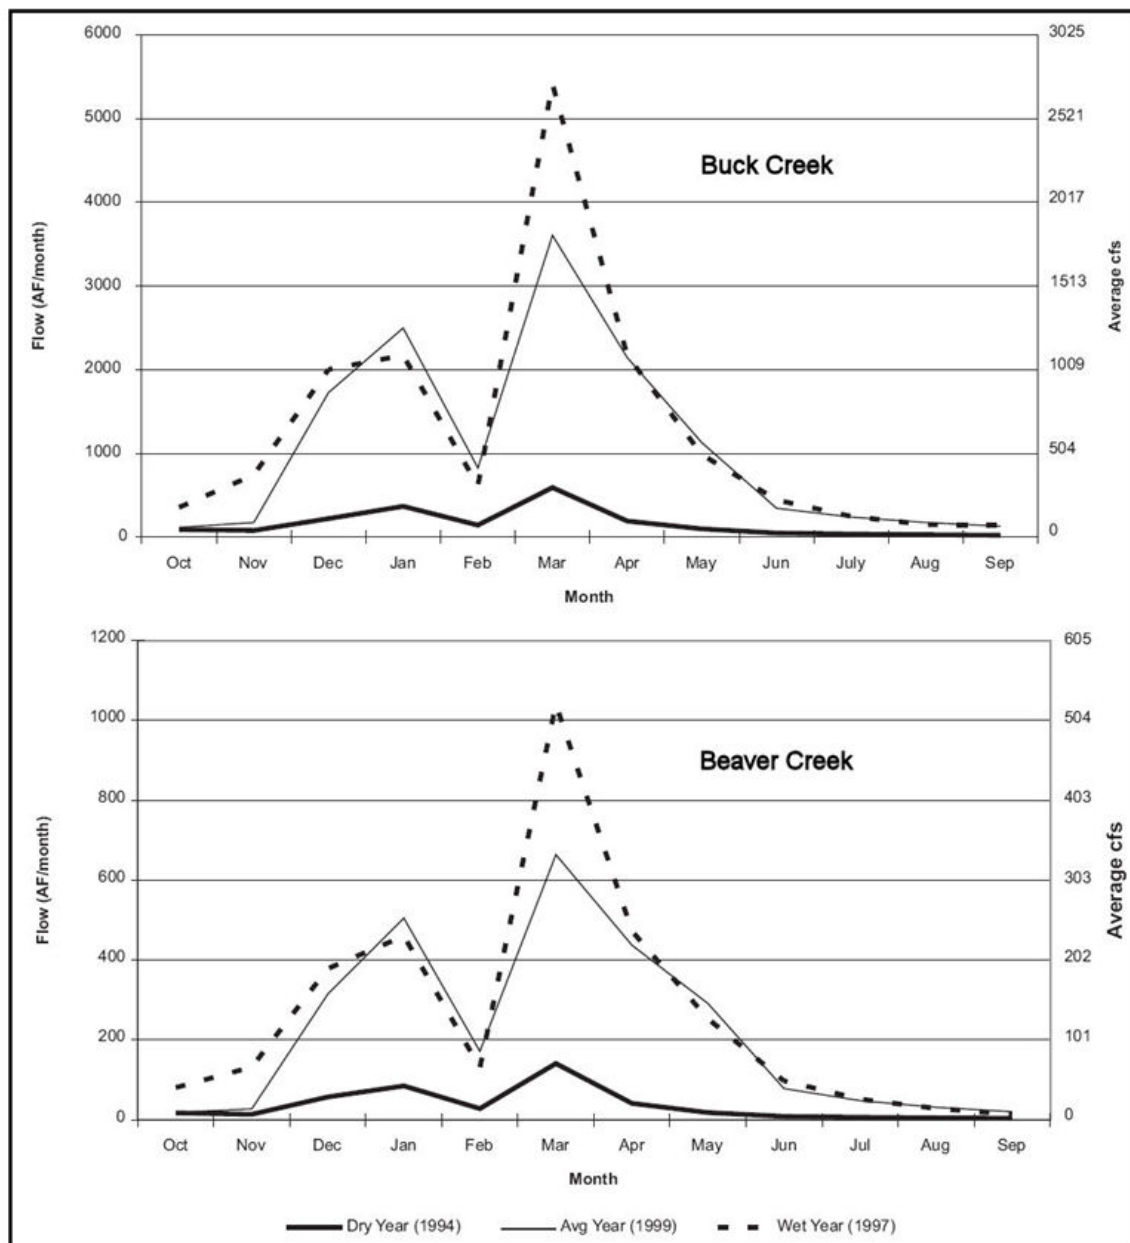 6000
5000
4000
3000
2000
1000
0
Flow (AF/month)
3025
2521
2017
1513
1009
504
0
Average cfs
Buck Creek
Oct Nov Dec Jan Feb Mar Apr May Jun July Aug Sep
Month
1200
1000
800
600
400
200
0
Flow (AF/month)
605
504
403
303
202
101
0
Average cfs
Beaver Creek
Oct Nov Dec Jan Feb Mar Apr May Jun Jul Aug Sep
Month
Dry Year (1994) Avg Year (1999) Wet Year (1997)